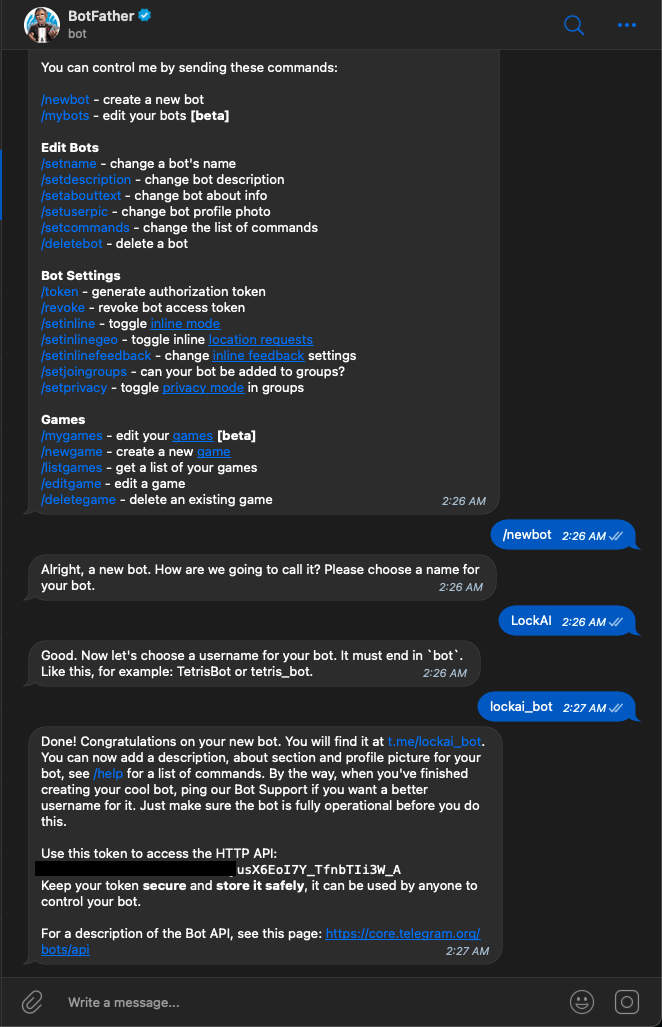 BotFather
bot
You can control me by sending these commands:
/newbot - create a new bot
/mybots - edit your bots [beta]
Edit Bots
/setname - change a bot's name
/setdescription - change bot description
/setabouttext - change bot about info
/setuserpic - change bot profile photo
/setcommands - change the list of commands
/deletebot - delete a bot
Bot Settings
/token - generate authorization token
/revoke - revoke bot access token
/setinline - toggle inline mode
/setinlinegeo - toggle inline location requests
/setinlinefeedback - change inline feedback settings
/setjoingroups - can your bot be added to groups?
/setprivacy - toggle privacy mode in groups
Games
/mygames - edit your games [beta]
/newgame - create a new game
/listgames - get a list of your games
/editgame - edit a game
/deletegame - delete an existing game
2:26 AM
/newbot 2:26 AM
Alright, a new bot. How are we going to call it? Please choose a name for
your bot.
2:26 AM
LockAI 2:26 AM
Good. Now let's choose a username for your bot. It must end in `bot`.
Like this, for example: TetrisBot or tetris_bot.
2:26 AM
lockai_bot 2:27 AM
Done! Congratulations on your new bot. You will find it at t.me/lockai_bot.
You can now add a description, about section and profile picture for your
bot, see /help for a list of commands. By the way, when you've finished
creating your cool bot, ping our Bot Support if you want a better
username for it. Just make sure the bot is fully operational before you do
this.
Use this token to access the HTTP API:
usX6EoI7Y_TfnbTIi3W_A
Keep your token secure and store it safely, it can be used by anyone to
control your bot.
For a description of the Bot API, see this page: https://core.telegram.org/
bots/api
2:27 AM
Write a message...